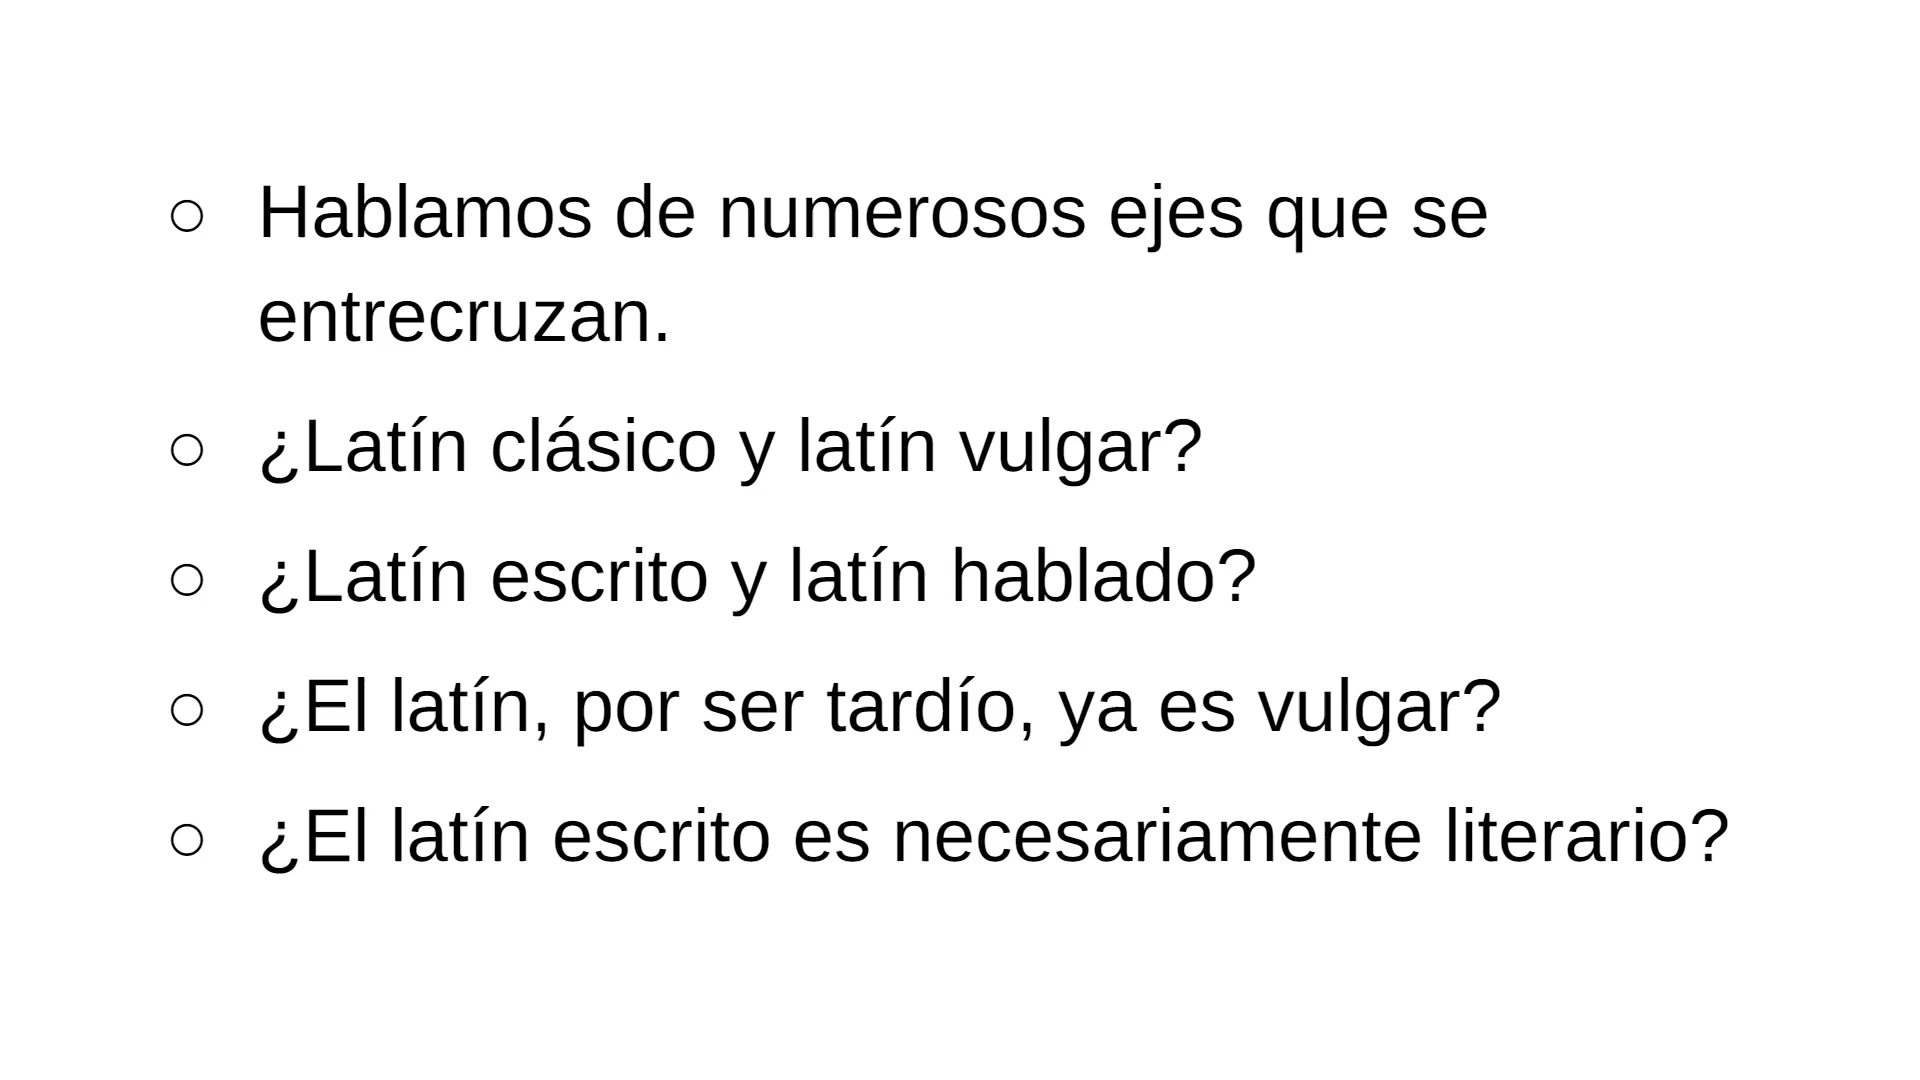 ○ Hablamos de numerosos ejes que se
entrecruzan.
○ ¿Latín clásico y latín vulgar?
○ ¿Latín escrito y latín hablado?
○ ¿El latín, por ser tardío, ya es vulgar?
○ ¿El latín escrito es necesariamente literario?